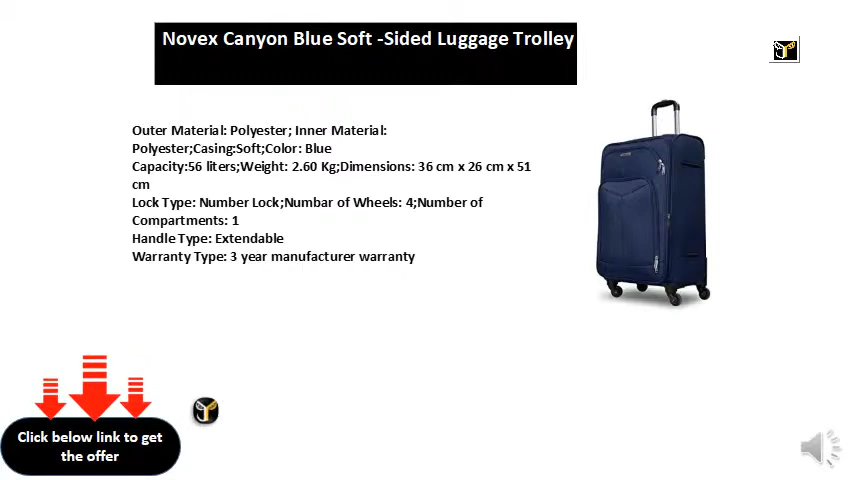 Novex Canyon Blue Soft -Sided Luggage Trolley
Outer Material: Polyester; Inner Material:
Polyester;Casing:Soft;Color: Blue
Capacity:56 liters;Weight: 2.60 Kg;Dimensions: 36 cm x 26 cm x 51
cm
Lock Type: Number Lock;Numbar of Wheels: 4;Number of
Compartments: 1
Handle Type: Extendable
Warranty Type: 3 year manufacturer warranty
Click below link to get
the offer